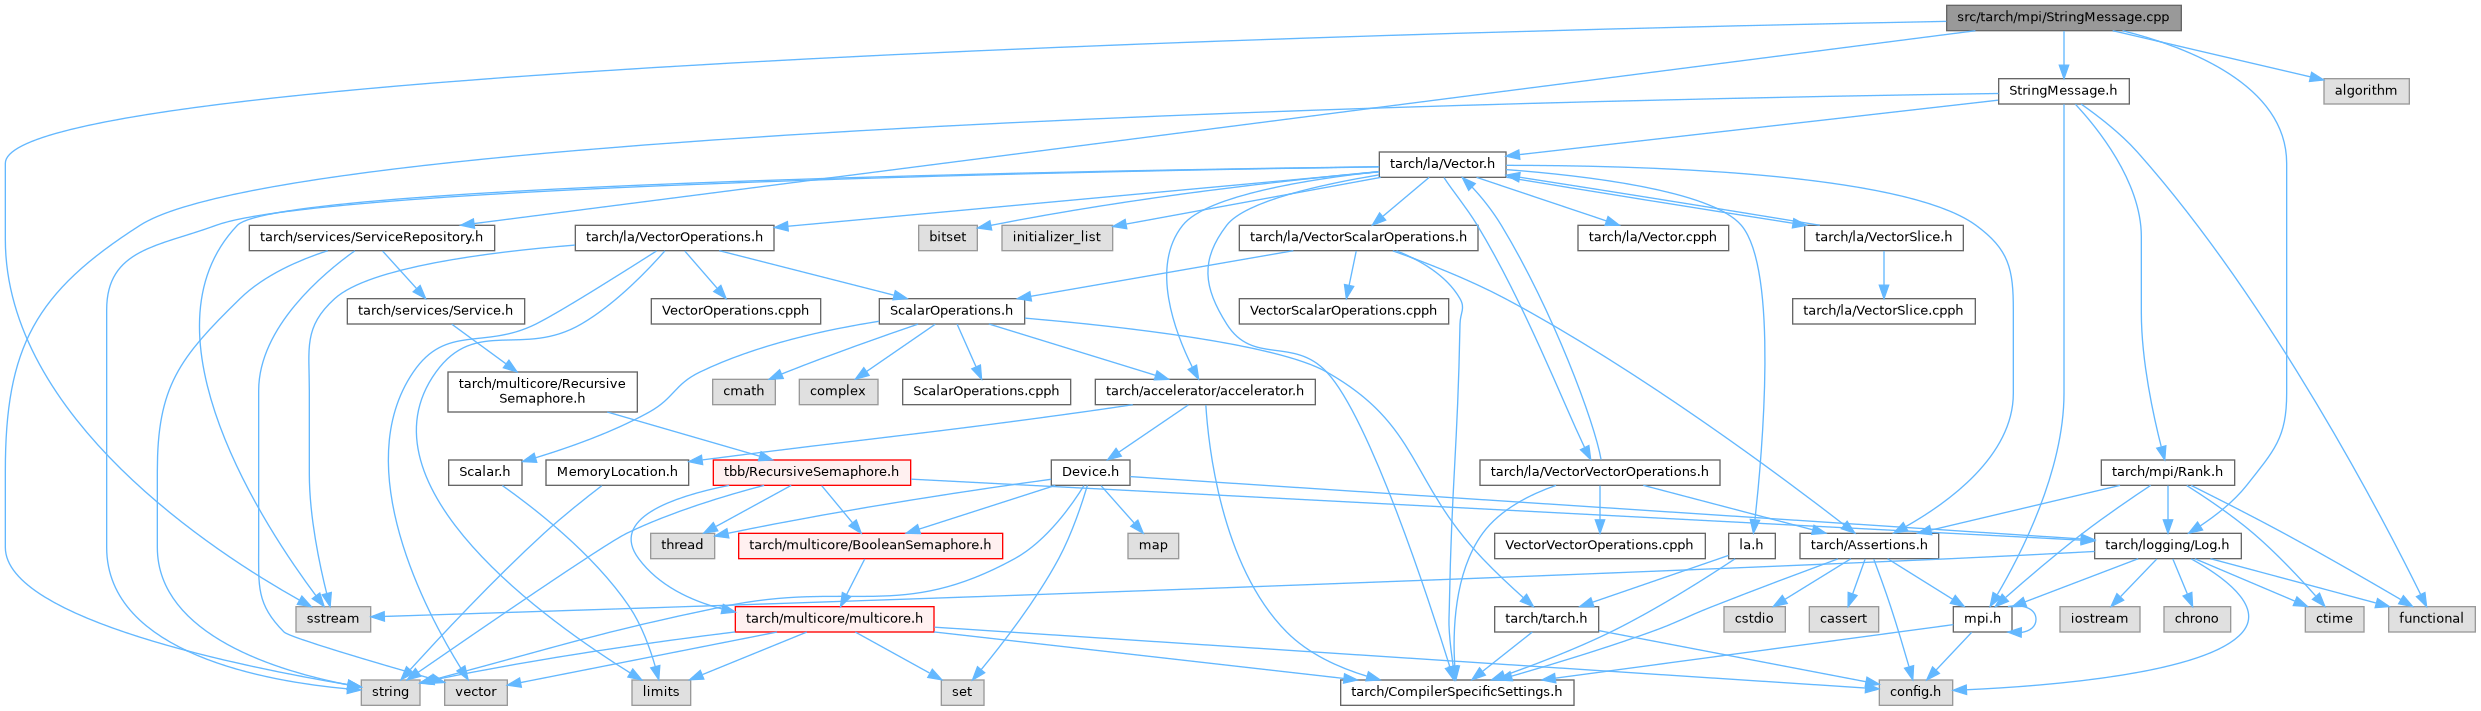 src/tarch/mpi/StringMessage.cpp
StringMessage.h
algorithm
tarch/la/Vector.h
tarch/services/ServiceRepository.h
tarch/la/VectorOperations.h
bitset
initializer_list
tarch/la/VectorScalarOperations.h
tarch/la/Vector.cpph
tarch/la/VectorSlice.h
tarch/services/Service.h
VectorOperations.cpph
ScalarOperations.h
VectorScalarOperations.cpph
tarch/la/VectorSlice.cpph
tarch/multicore/Recursive
Semaphore.h
cmath
complex
ScalarOperations.cpph
tarch/accelerator/accelerator.h
Scalar.h
MemoryLocation.h
tbb/RecursiveSemaphore.h
Device.h
tarch/la/VectorVectorOperations.h
tarch/mpi/Rank.h
thread
tarch/multicore/BooleanSemaphore.h
map
VectorVectorOperations.cpph
la.h
tarch/Assertions.h
tarch/logging/Log.h
sstream
tarch/multicore/multicore.h
tarch/tarch.h
cstdio
cassert
mpi.h
iostream
chrono
ctime
functional
string
vector
limits
set
tarch/CompilerSpecificSettings.h
config.h